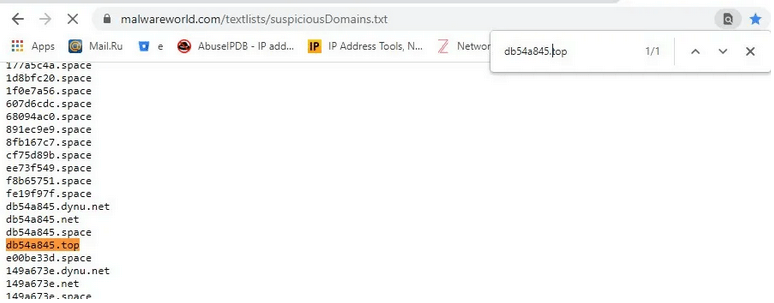 malwareworld.com/textlists/suspiciousDomains.txt
Apps Mail.Ru e AbuseIPDB - IP add... IP IP Address Tools, N... Z Networ
db54a845.top 1/1
177a5c4a.space
1d8bfc20.space
1f0e7a56.space
607d6cdc.space
68094ac0.space
891ec9e9.space
8fb167c7.space
cf75d89b.space
ee73f549.space
f8b65751.space
fe19f97f.space
db54a845.dynu.net
db54a845.net
db54a845.space
db54a845.top
e00be33d.space
149a673e.dynu.net
149a673e.net
149a673e.space